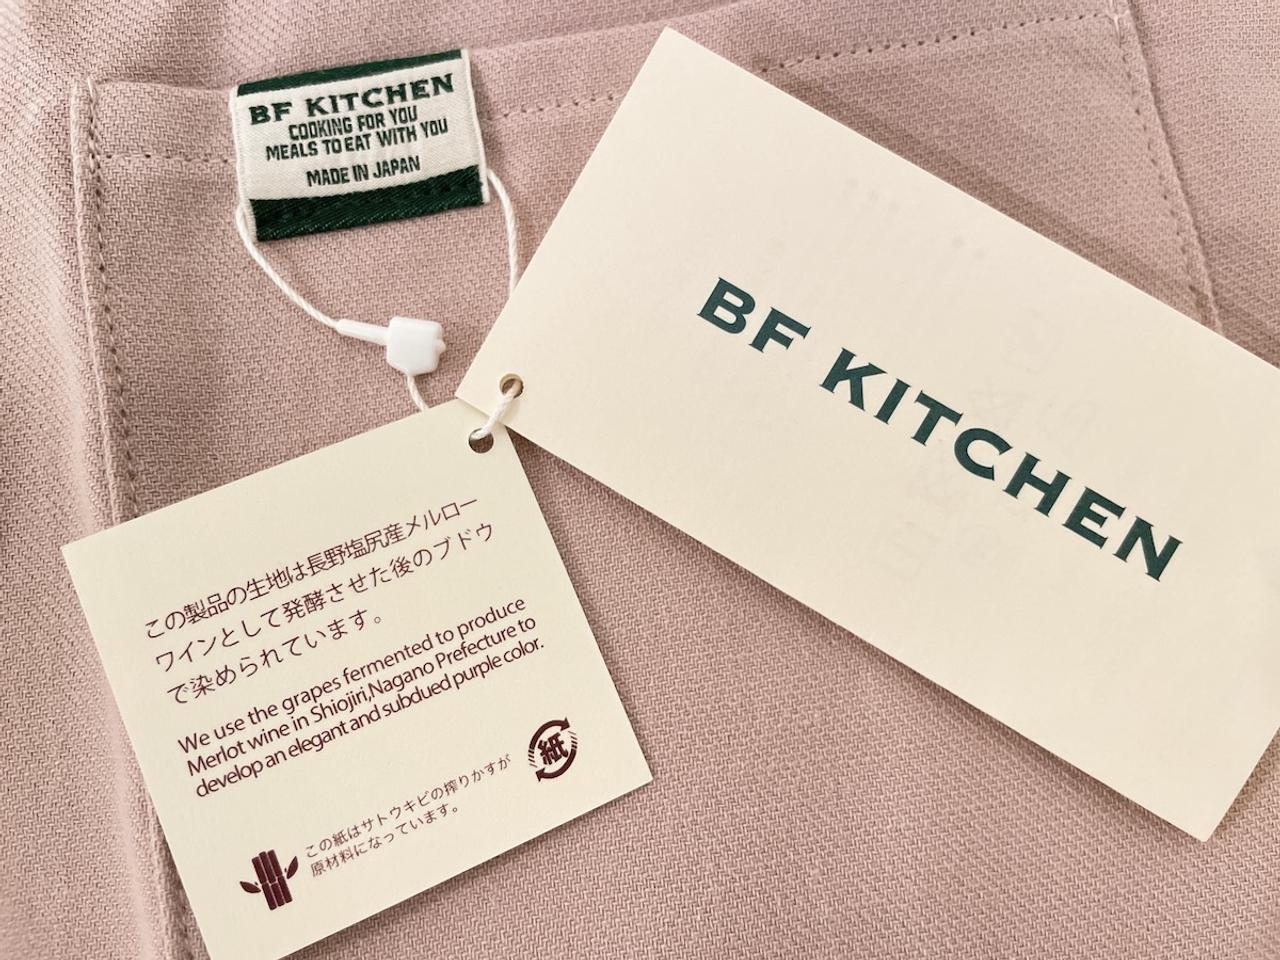 BF KITCHEN
COOKING FOR YOU
MEALS TO EAT WITH YOU
MADE IN JAPAN
BF KITCHEN
この製品の生地は長野塩尻産メルロー
ワインとして発酵させた後のブドウ
で染められています。
We use the grapes fermented to produce
Merlot wine in Shiojiri,Nagano Prefecture to
develop an elegant and subdued purple color.
紙
この紙はサトウキビの搾りかすが
原材料になっています。